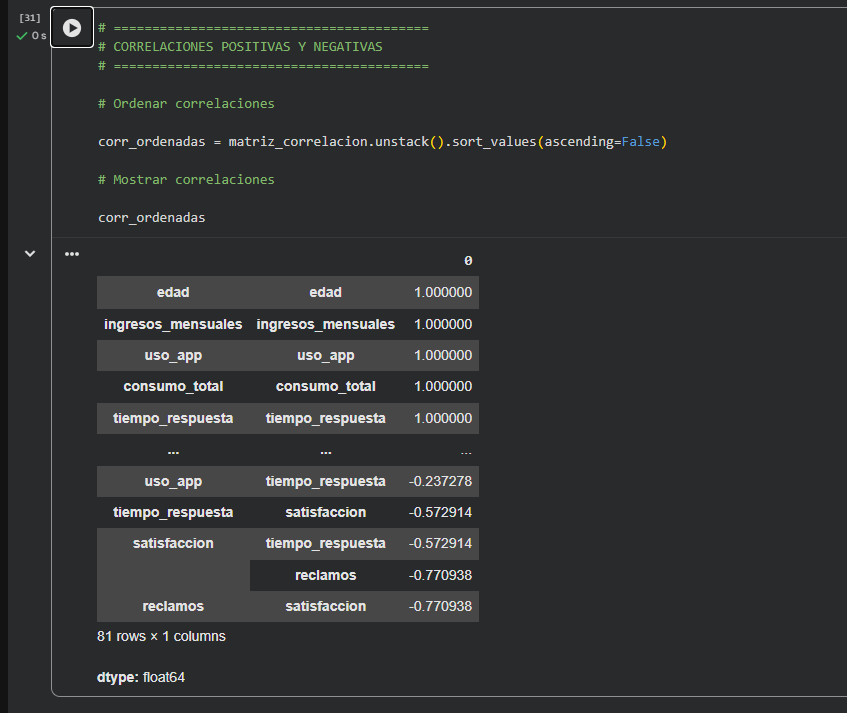 [31]
0 s
# =========================================
# CORRELACIONES POSITIVAS Y NEGATIVAS
# =========================================
# Ordenar correlaciones
corr_ordenadas = matriz_correlacion.unstack().sort_values(ascending=False)
# Mostrar correlaciones
corr_ordenadas
0
edad edad 1.000000
ingresos_mensuales ingresos_mensuales 1.000000
uso_app uso_app 1.000000
consumo_total consumo_total 1.000000
tiempo_respuesta tiempo_respuesta 1.000000
... ... ...
uso_app tiempo_respuesta -0.237278
tiempo_respuesta satisfaccion -0.572914
satisfaccion tiempo_respuesta -0.572914
reclamos -0.770938
reclamos satisfaccion -0.770938
81 rows × 1 columns
dtype: float64